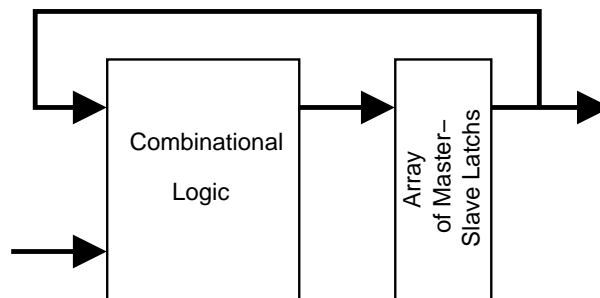 Combinational
Logic
Array
of Master–
Slave Latchs